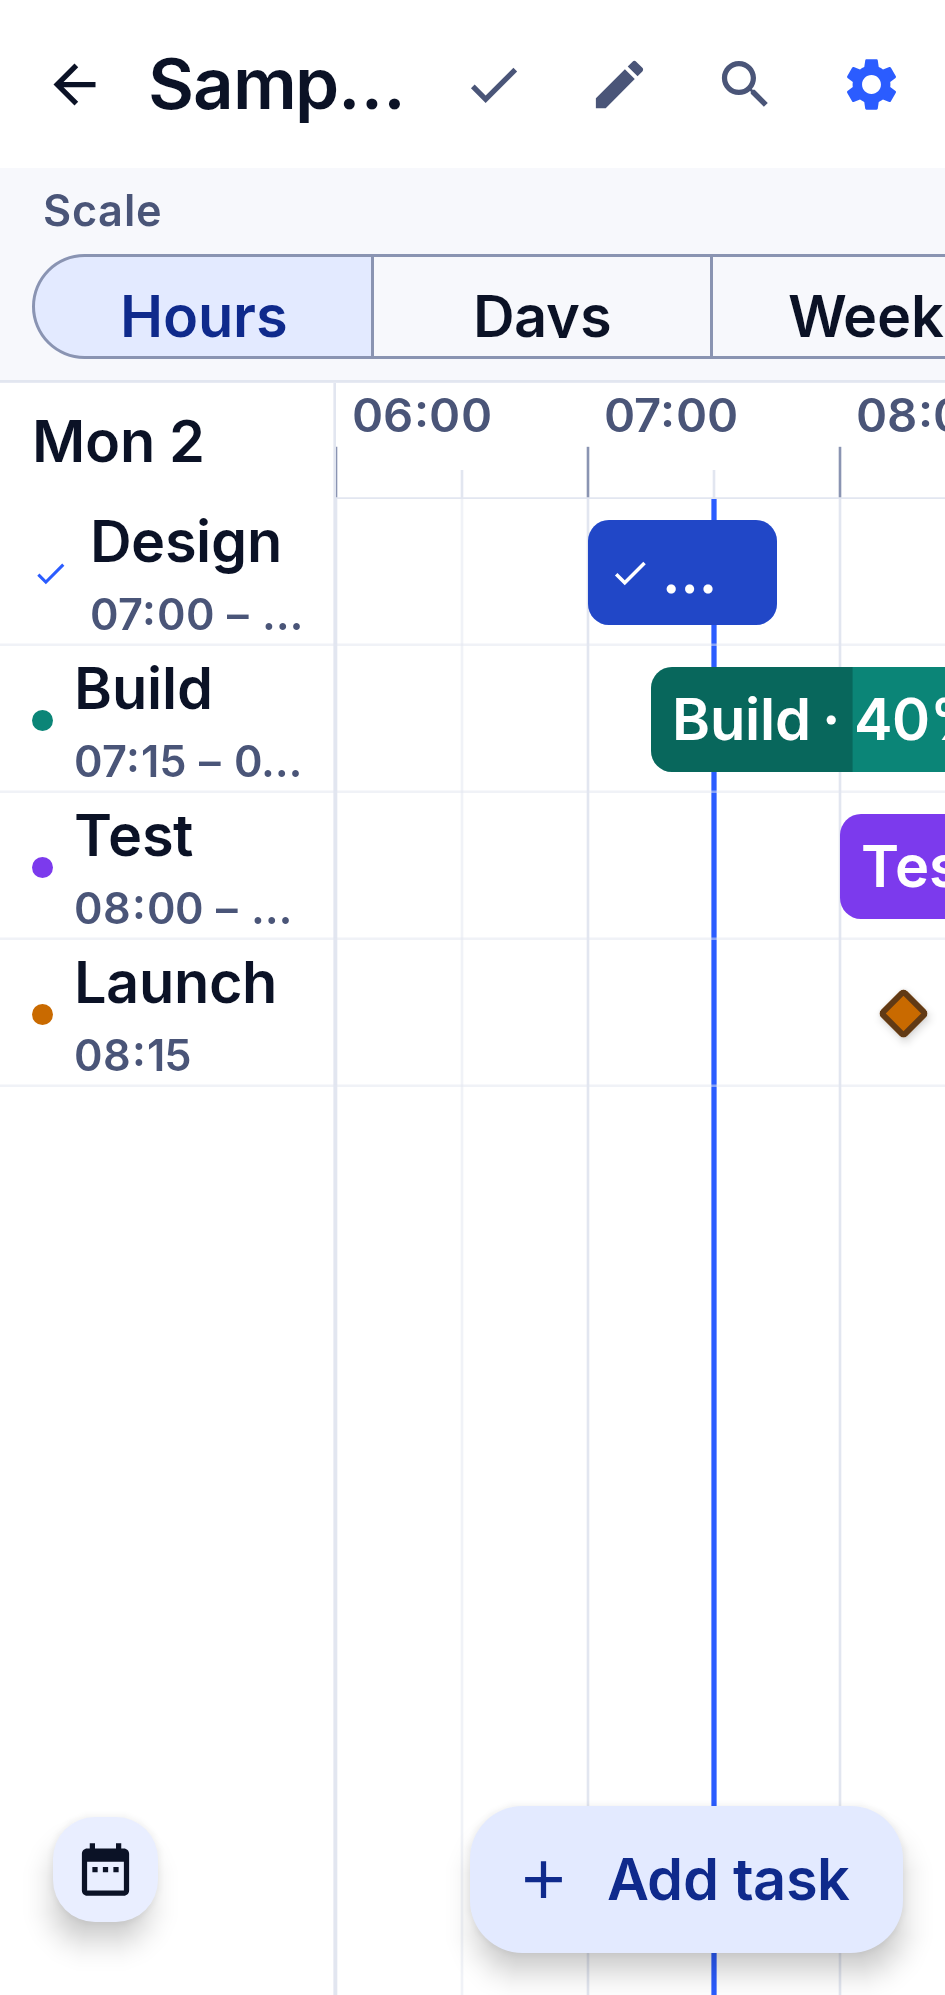 Samp...
Scale
Hours
Days
Week
06:00
07:00
08:0
Mon 2
Design
07:00 – ...
...
Build
07:15 – 0...
Build · 40%
Test
08:00 – ...
Tes
Launch
08:15
Add task